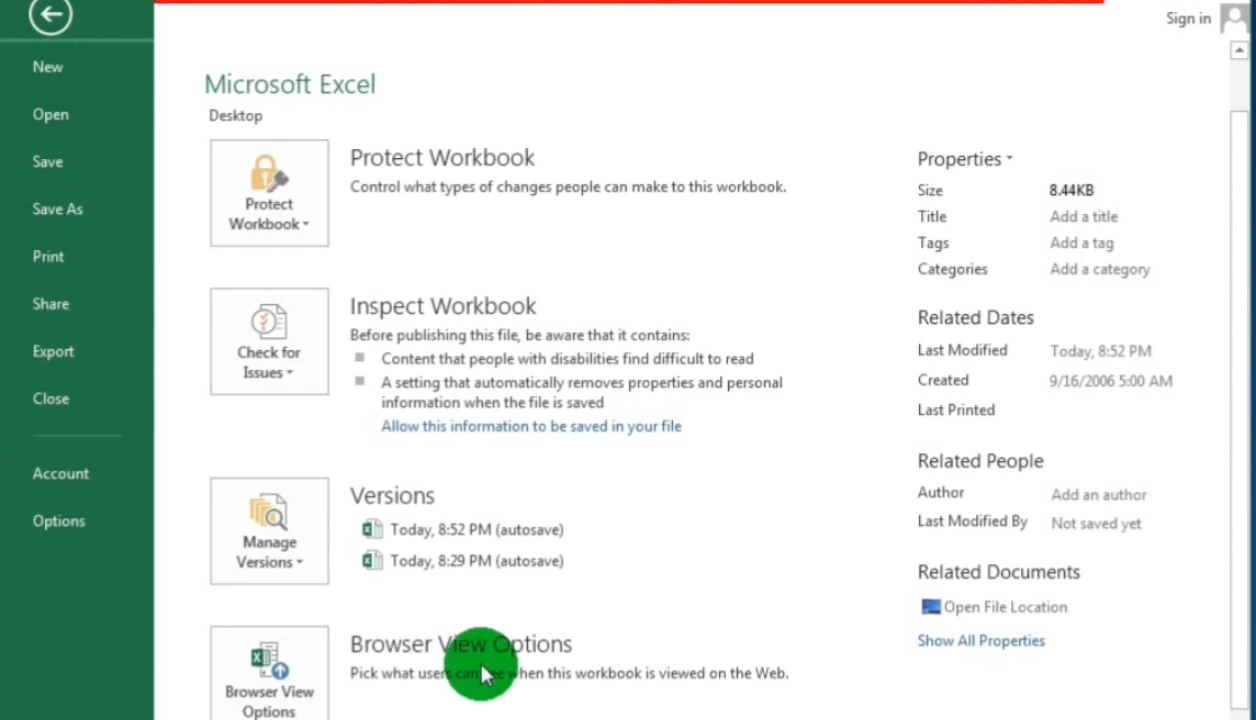 Sign in
New
Open
Save
Save As
Print
Share
Export
Close
Account
Options
Microsoft Excel
Desktop
Protect
Workbook
Protect Workbook
Control what types of changes people can make to this workbook.
Check for
Issues
Inspect Workbook
Before publishing this file, be aware that it contains:
Content that people with disabilities find difficult to read
A setting that automatically removes properties and personal
information when the file is saved
Allow this information to be saved in your file
Manage
Versions
Versions
Today, 8:52 PM (autosave)
Today, 8:29 PM (autosave)
Browser View
Options
Browser View Options
Pick what users can see when this workbook is viewed on the Web.
Properties
Size 8.44KB
Title Add a title
Tags Add a tag
Categories Add a category
Related Dates
Last Modified Today, 8:52 PM
Created 9/16/2006 5:00 AM
Last Printed
Related People
Author Add an author
Last Modified By Not saved yet
Related Documents
Open File Location
Show All Properties